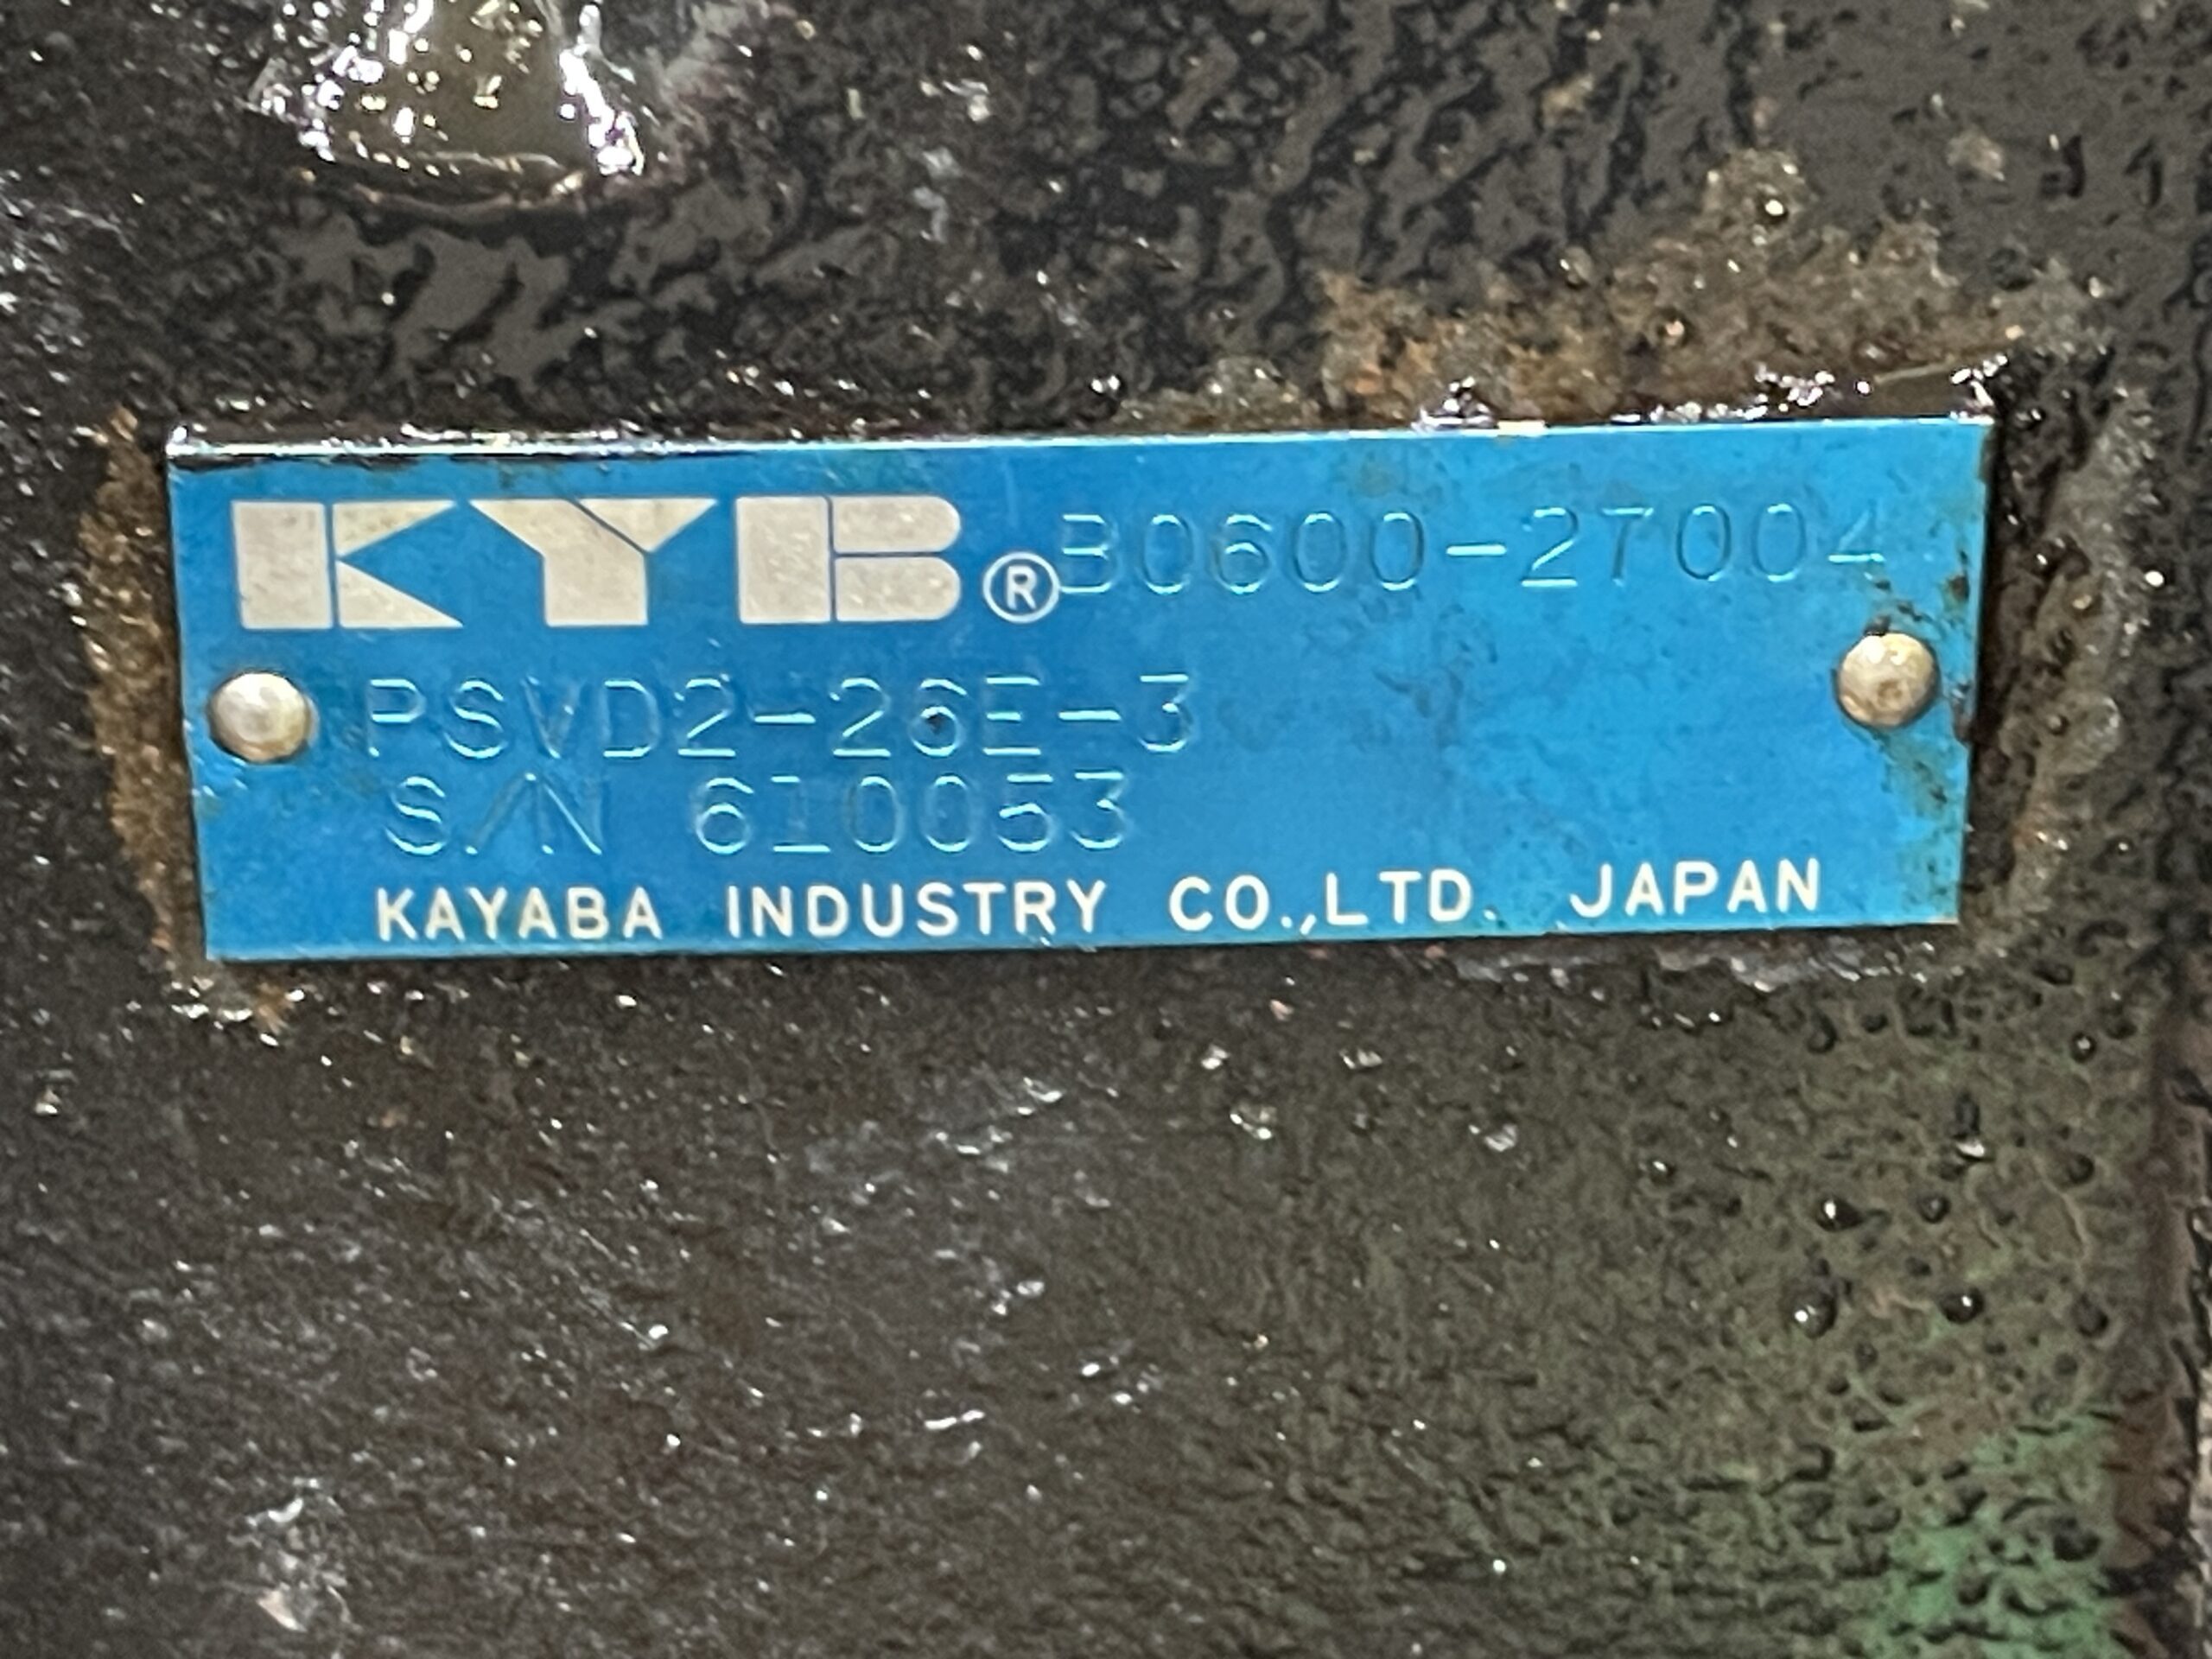 KYB® B0600-27004
PSVD2-26E-3
S/N 610053
KAYABA INDUSTRY CO.,LTD. JAPAN